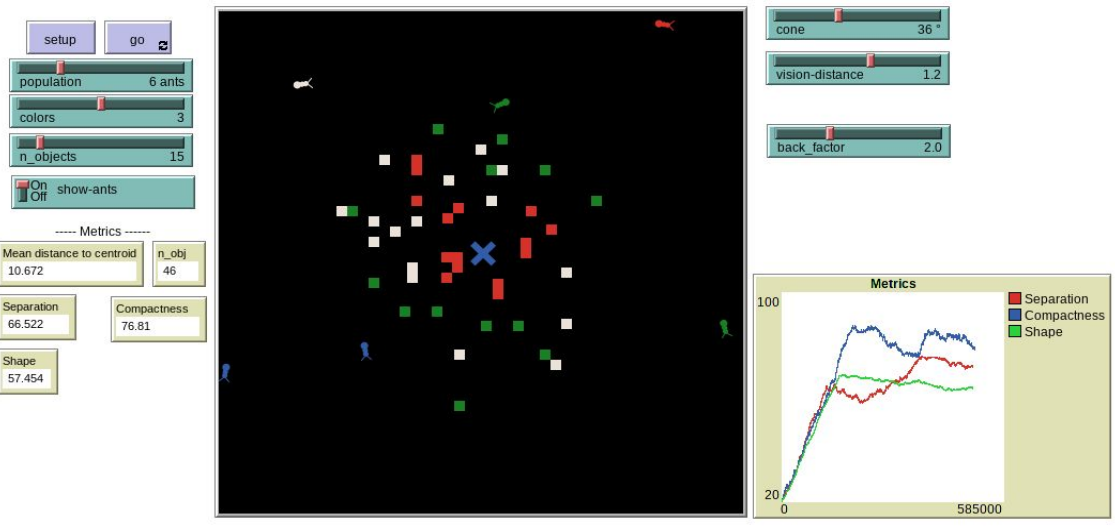 setup
go
population 6 ants
colors 3
n_objects 15
On
Off
show-ants
----- Metrics ------
Mean distance to centroid
10.672
n_obj
46
Separation
66.522
Compactness
76.81
Shape
57.454
cone 36 °
vision-distance 1.2
back_factor 2.0
Metrics
100
20
0
585000
Separation
Compactness
Shape